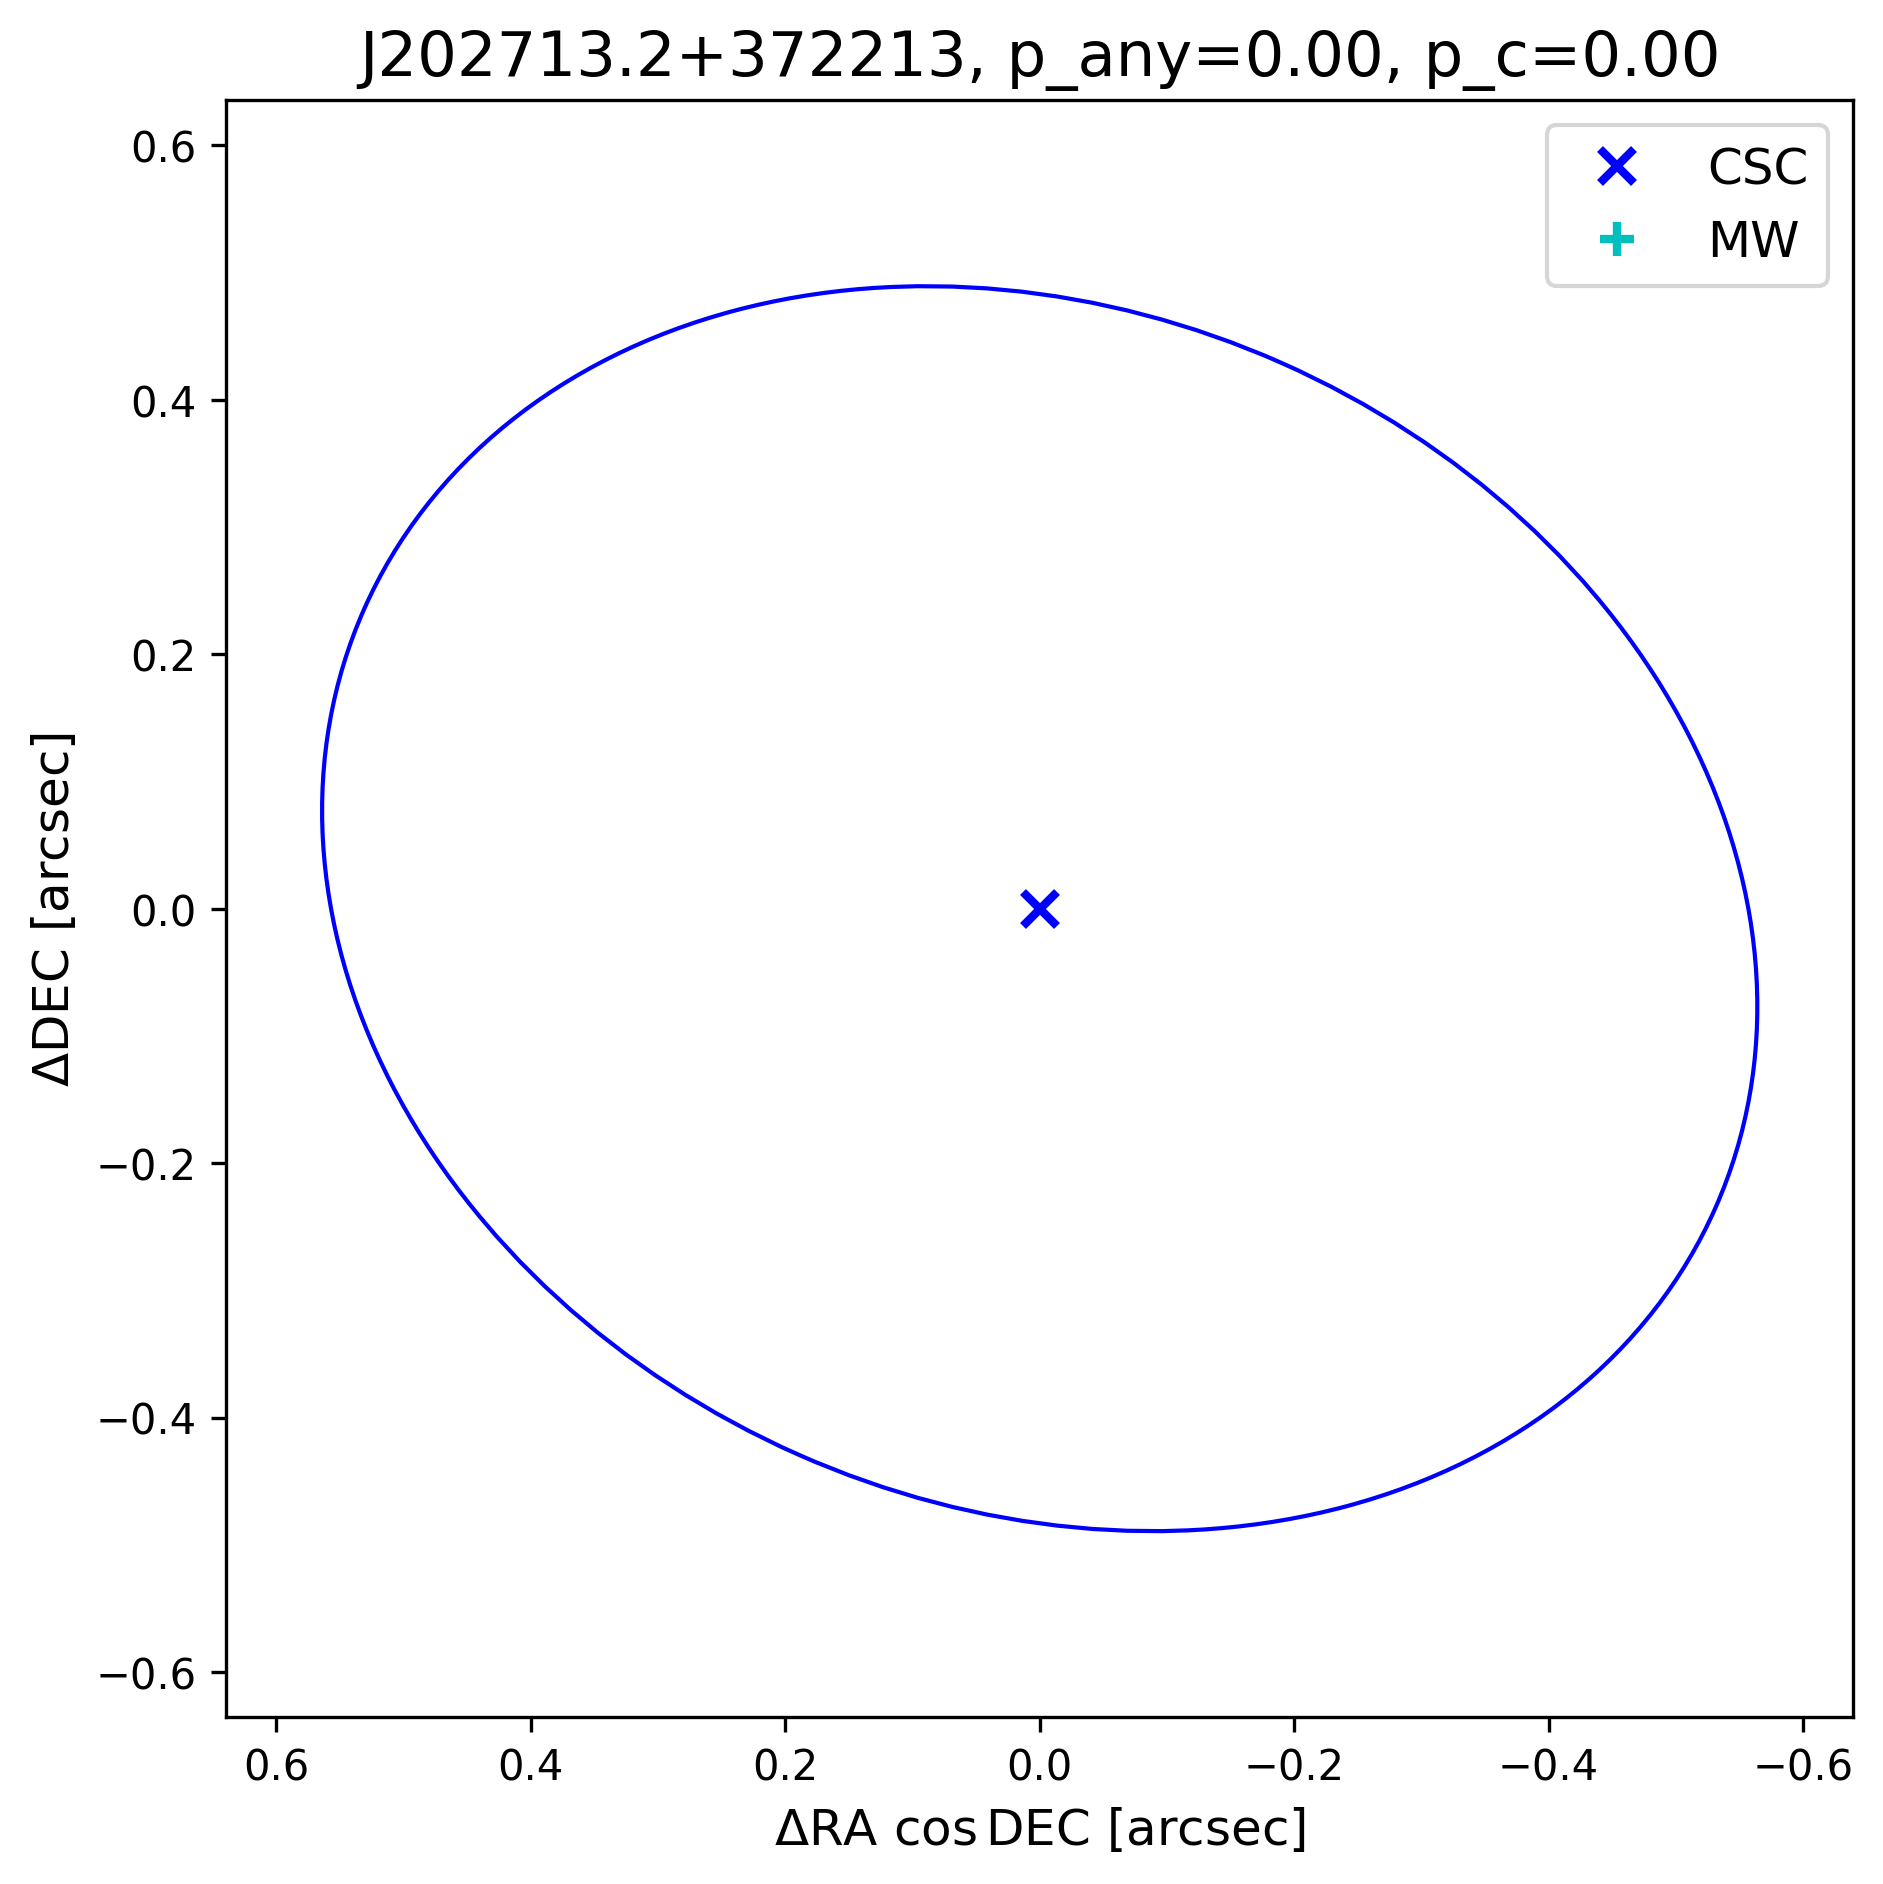 J202713.2+372213, p_any=0.00, p_c=0.00
CSC
MW
0.6
0.4
0.2
0.0
−0.2
−0.4
−0.6
ΔDEC [arcsec]
0.6 0.4 0.2 0.0 −0.2 −0.4 −0.6
ΔRA cos DEC [arcsec]